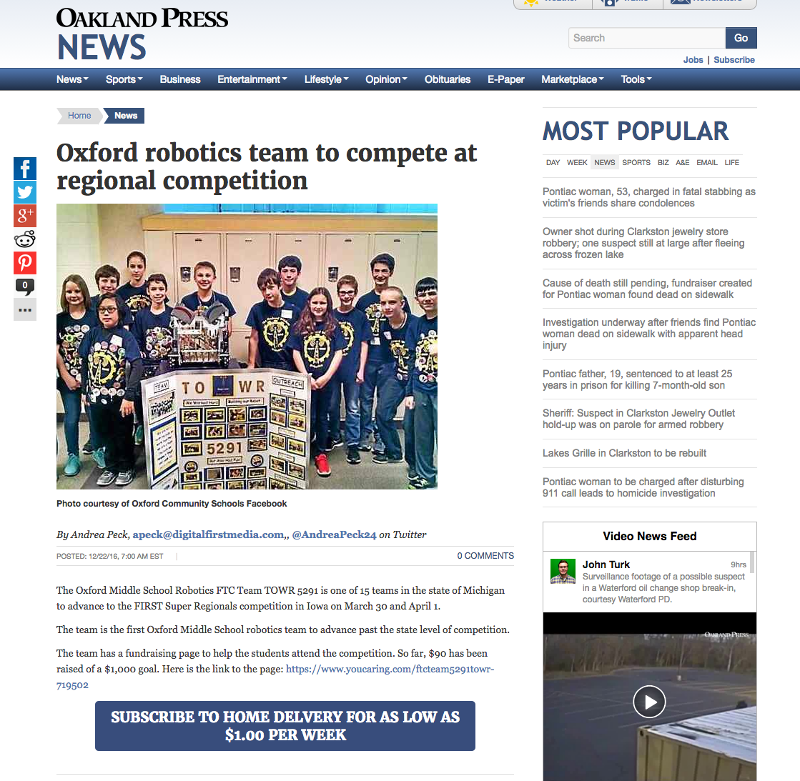 OAKLAND PRESS
NEWS
Search
Go
Jobs | Subscribe
News
Sports
Business
Entertainment
Lifestyle
Opinion
Obituaries
E-Paper
Marketplace
Tools
Home
News
Oxford robotics team to compete at
regional competition
f
8+
0
TEAM
TOWR
OUTREACH
5291
Photo courtesy of Oxford Community Schools Facebook
By Andrea Peck, apeck@digitalfirstmedia.com,, @AndreaPeck24 on Twitter
POSTED: 12/22/16, 7:00 AM EST |
0 COMMENTS
The Oxford Middle School Robotics FTC Team TOWR 5291 is one of 15 teams in the state of Michigan
to advance to the FIRST Super Regionals competition in Iowa on March 30 and April 1.
The team is the first Oxford Middle School robotics team to advance past the state level of competition.
The team has a fundraising page to help the students attend the competition. So far, $90 has been
raised of a $1,000 goal. Here is the link to the page: https://www.youcaring.com/ftcteam5291towr-
719502
SUBSCRIBE TO HOME DELVERY FOR AS LOW AS
$1.00 PER WEEK
MOST POPULAR
DAY WEEK NEWS SPORTS BIZ A&E EMAIL LIFE
Pontiac woman, 53, charged in fatal stabbing as
victim's friends share condolences
Owner shot during Clarkston jewelry store
robbery; one suspect still at large after fleeing
across frozen lake
Cause of death still pending, fundraiser created
for Pontiac woman found dead on sidewalk
Investigation underway after friends find Pontiac
woman dead on sidewalk with apparent head
injury
Pontiac father, 19, sentenced to at least 25
years in prison for killing 7-month-old son
Sheriff: Suspect in Clarkston Jewelry Outlet
hold-up was on parole for armed robbery
Lakes Grille in Clarkston to be rebuilt
Pontiac woman to be charged after disturbing
911 call leads to homicide investigation
Video News Feed
John Turk
9hrs
Surveillance footage of a possible suspect
in a Waterford oil change shop break-in,
courtesy Waterford PD.
OAKLAND PRESS